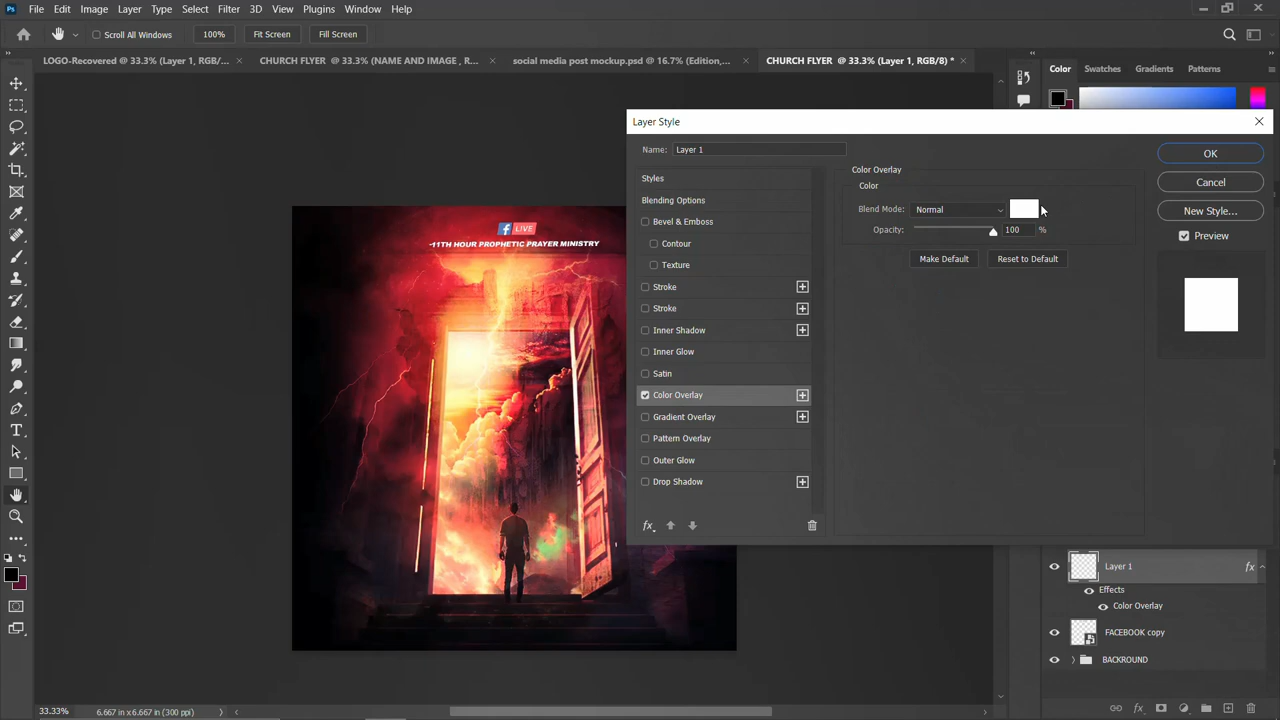 Ps File Edit Image Layer Type Select Filter 3D View Plugins Window Help
Scroll All Windows 100% Fit Screen Fill Screen
LOGO-Recovered @ 33.3% (Layer 1, RGB/... CHURCH FLYER @ 33.3% (NAME AND IMAGE , R... social media post mockup.psd @ 16.7% (Edition,... CHURCH FLYER @ 33.3% (Layer 1, RGB/8) *
Color Swatches Gradients Patterns
Layer Style
Name: Layer 1
Styles
Blending Options
Bevel & Emboss
Contour
Texture
Stroke
Stroke
Inner Shadow
Inner Glow
Satin
Color Overlay
Gradient Overlay
Pattern Overlay
Outer Glow
Drop Shadow
fx
Color Overlay
Color
Blend Mode: Normal
Opacity: 100 %
Make Default Reset to Default
OK
Cancel
New Style...
Preview
f LIVE
-11TH HOUR PROPHETIC PRAYER MINISTRY
Layer 1 fx
Effects
Color Overlay
FACEBOOK copy
BACKROUND
33.33% 6.667 in x 6.667 in (300 ppi)
fx